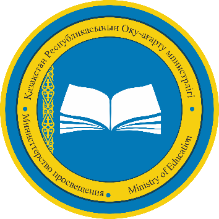 Қазақстан Республикасының Оқу-ағарту министрлігі
Министерство просвещения
Ministry of Education